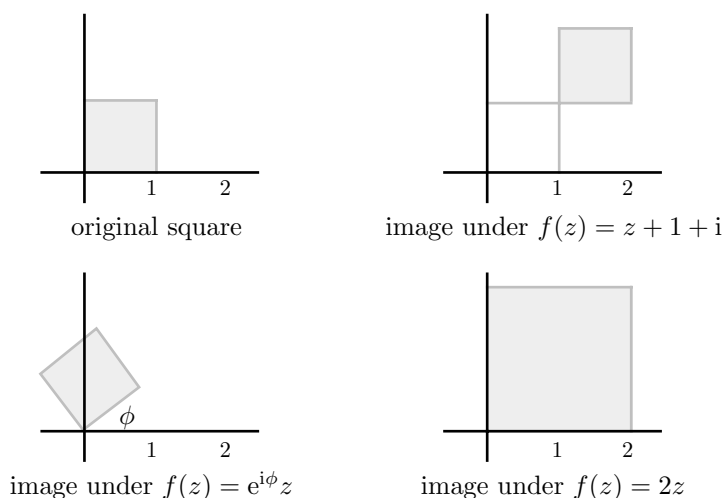 1 2
original square
1 2
image under f(z) = z + 1 + i
ϕ
1 2
image under f(z) = e^{iϕ}z
1 2
image under f(z) = 2z